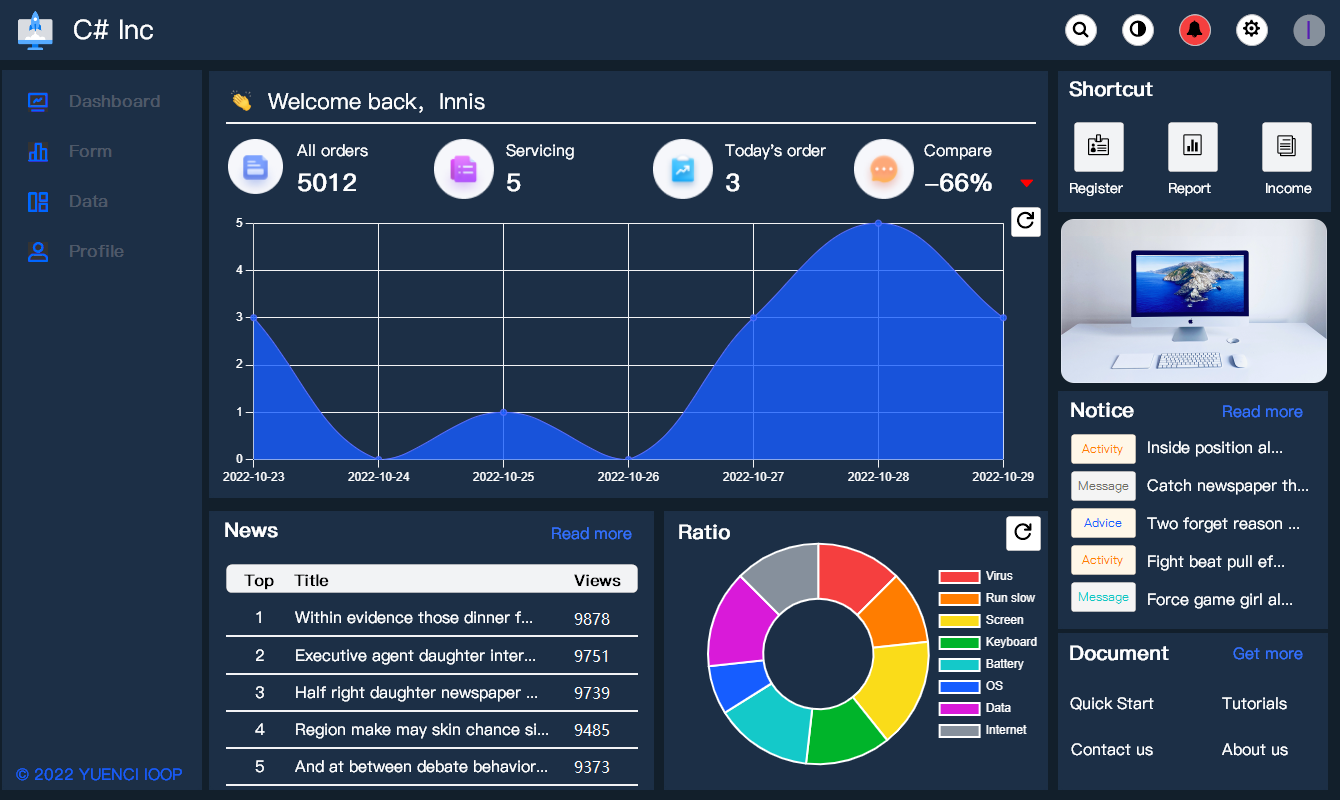 C# Inc
Dashboard
Form
Data
Profile
© 2022 YUENCI IOOP
Welcome back, Innis
All orders
5012
Servicing
5
Today's order
3
Compare
-66%
5
4
3
2
1
0
2022-10-23 2022-10-24 2022-10-25 2022-10-26 2022-10-27 2022-10-28 2022-10-29
News Read more
Top Title Views
1 Within evidence those dinner f... 9878
2 Executive agent daughter inter... 9751
3 Half right daughter newspaper ... 9739
4 Region make may skin chance si... 9485
5 And at between debate behavior... 9373
Ratio
Virus
Run slow
Screen
Keyboard
Battery
OS
Data
Internet
Shortcut
Register Report Income
Notice Read more
Activity Inside position al...
Message Catch newspaper th...
Advice Two forget reason ...
Activity Fight beat pull ef...
Message Force game girl al...
Document Get more
Quick Start Tutorials
Contact us About us